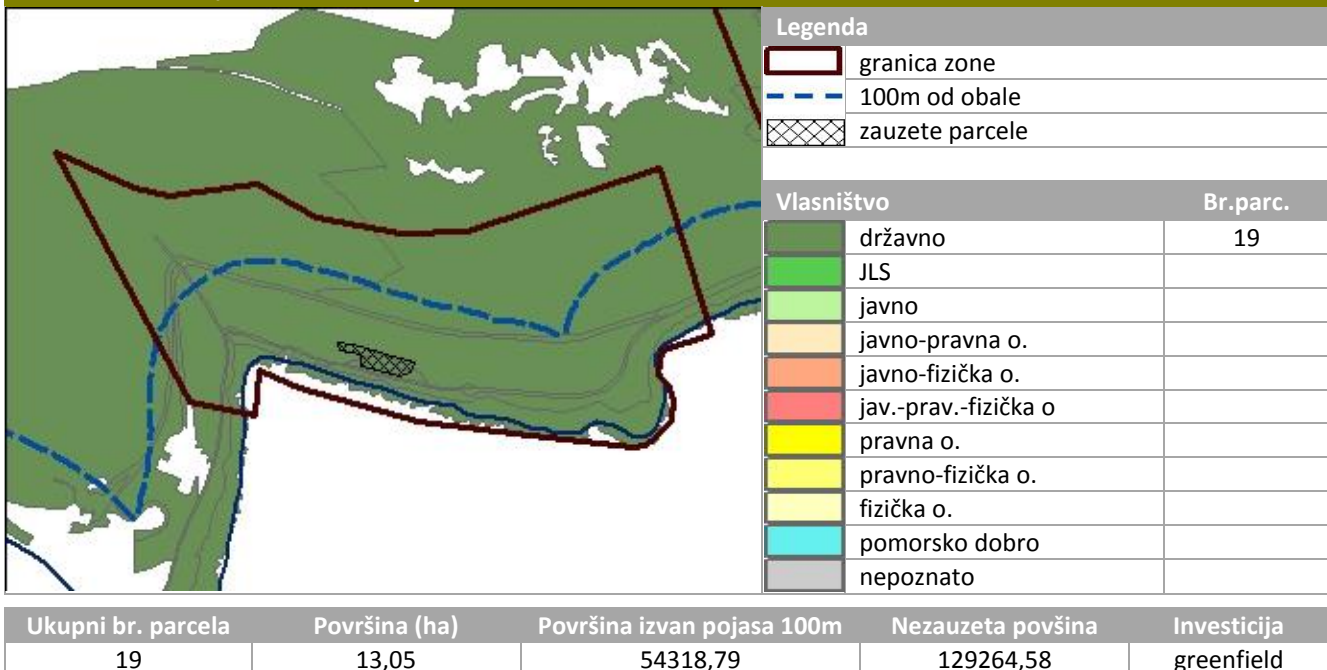 Legenda
granica zone
100m od obale
zauzete parcele
Vlasništvo Br.parc.
državno 19
JLS
javno
javno-pravna o.
javno-fizička o.
jav.-prav.-fizička o
pravna o.
pravno-fizička o.
fizička o.
pomorsko dobro
nepoznato
Ukupni br. parcela Površina (ha) Površina izvan pojasa 100m Nezauzeta povšina Investicija
19 13,05 54318,79 129264,58 greenfield